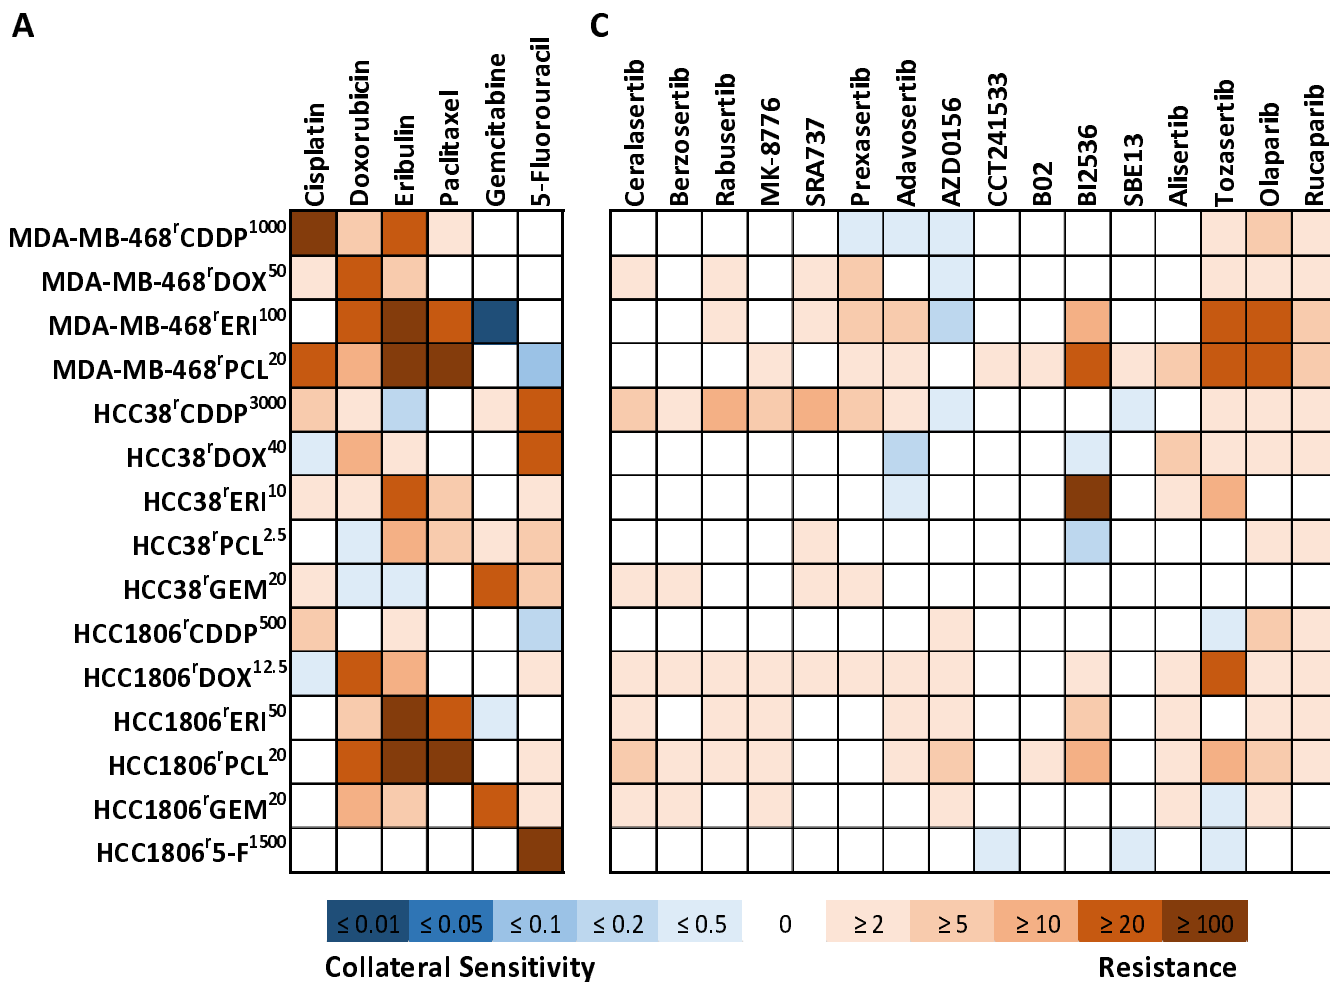 A
C
Cisplatin
Doxorubicin
Eribulin
Paclitaxel
Gemcitabine
5-Fluorouracil
Ceralasertib
Berzosertib
Rabusertib
MK-8776
SRA737
Prexasertib
Adavosertib
AZD0156
CCT241533
B02
BI2536
SBE13
Alisertib
Tozasertib
Olaparib
Rucaparib
MDA-MB-468rCDDP1000
MDA-MB-468rDOX50
MDA-MB-468rERI100
MDA-MB-468rPCL20
HCC38rCDDP3000
HCC38rDOX40
HCC38rERI10
HCC38rPCL2.5
HCC38rGEM20
HCC1806rCDDP500
HCC1806rDOX12.5
HCC1806rERI50
HCC1806rPCL20
HCC1806rGEM20
HCC1806r5-F1500
≤ 0.01 ≤ 0.05 ≤ 0.1 ≤ 0.2 ≤ 0.5 0 ≥ 2 ≥ 5 ≥ 10 ≥ 20 ≥ 100
Collateral Sensitivity Resistance